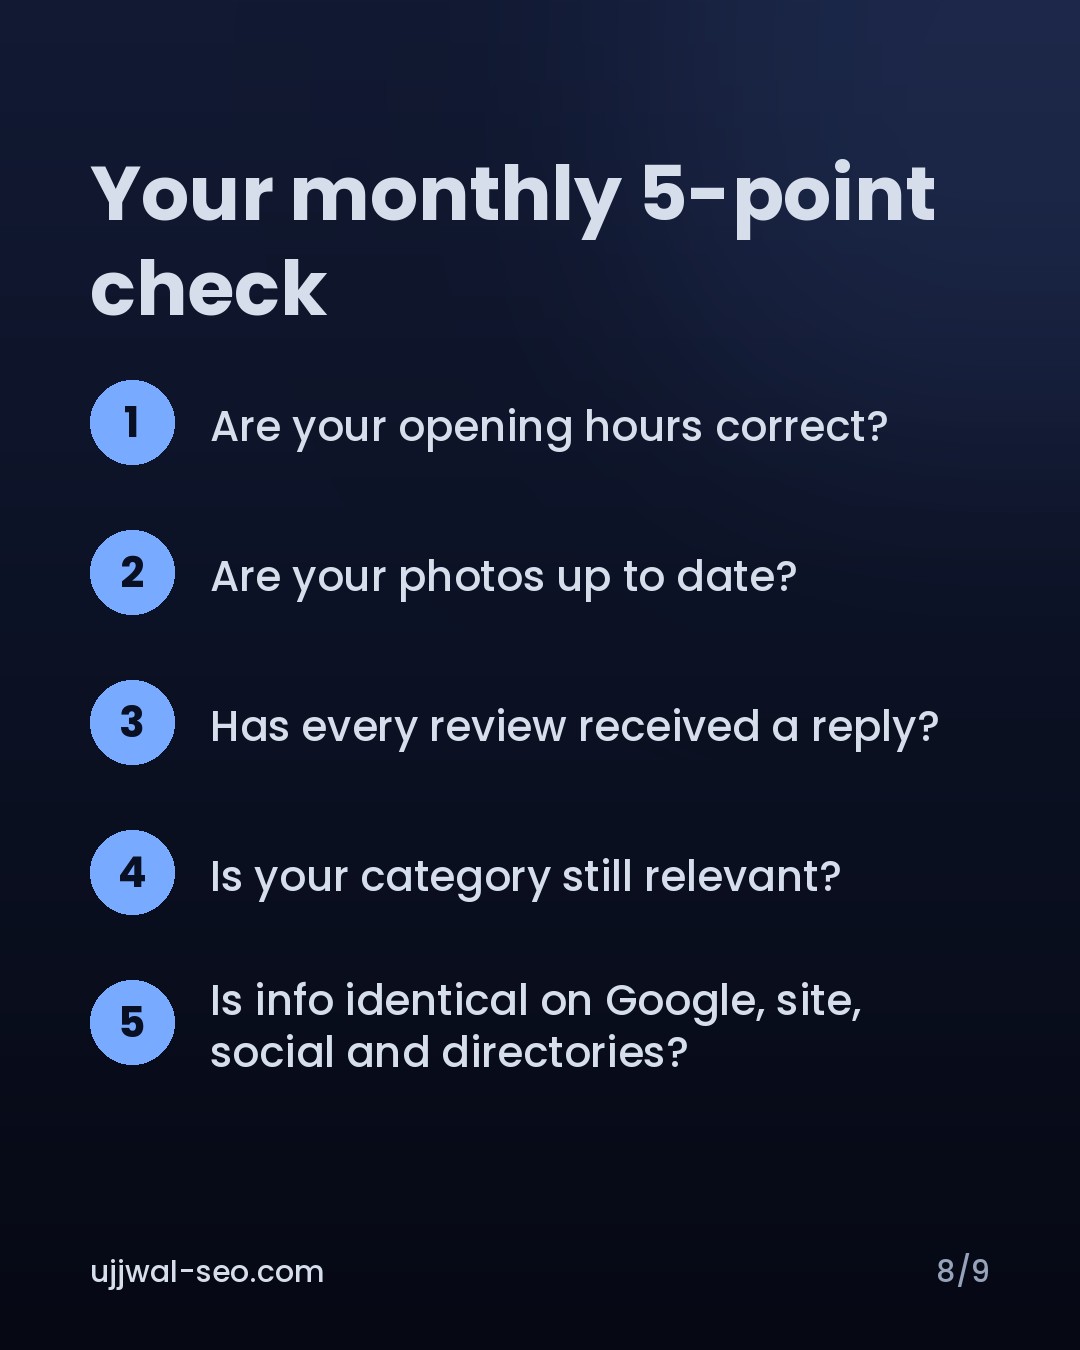 Your monthly 5-point
check
1 Are your opening hours correct?
2 Are your photos up to date?
3 Has every review received a reply?
4 Is your category still relevant?
5 Is info identical on Google, site,
social and directories?
ujjwal-seo.com 8/9